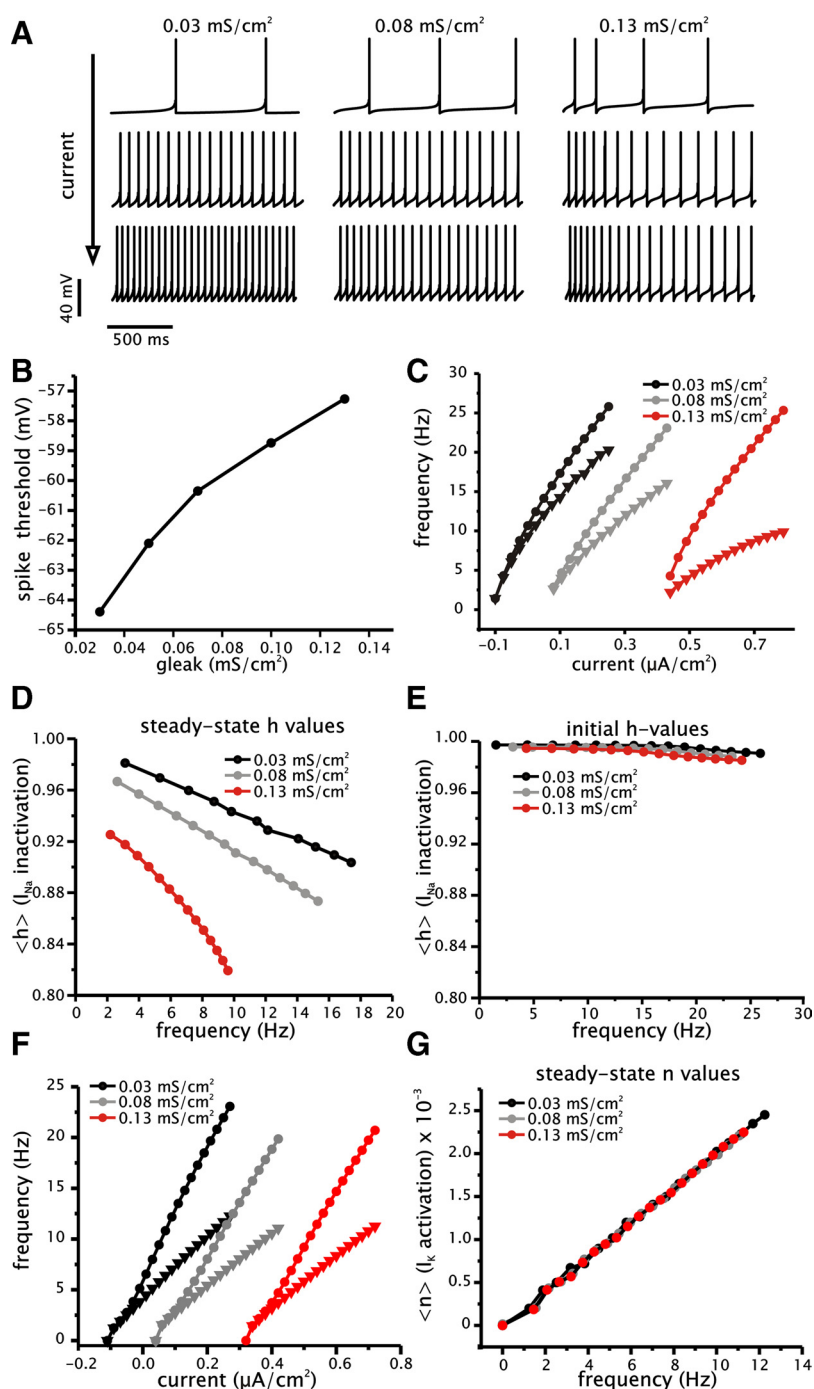 A
0.03 mS/cm²
0.08 mS/cm²
0.13 mS/cm²
current
40 mV
500 ms
B
spike threshold (mV)
−57
−58
−59
−60
−61
−62
−63
−64
−65
0.02 0.04 0.06 0.08 0.10 0.12 0.14
gleak (mS/cm²)
C
frequency (Hz)
30
25
20
15
10
5
0
0.03 mS/cm²
0.08 mS/cm²
0.13 mS/cm²
−0.1 0.1 0.3 0.5 0.7
current (µA/cm²)
D
steady-state h values
<h> (I_Na inactivation)
1.00
0.96
0.92
0.88
0.84
0.80
0.03 mS/cm²
0.08 mS/cm²
0.13 mS/cm²
0 2 4 6 8 10 12 14 16 18 20
frequency (Hz)
E
initial h-values
<h> (I_Na inactivation)
1.00
0.96
0.92
0.88
0.84
0.80
0.03 mS/cm²
0.08 mS/cm²
0.13 mS/cm²
0 5 10 15 20 25 30
frequency (Hz)
F
frequency (Hz)
25
20
15
10
5
0
0.03 mS/cm²
0.08 mS/cm²
0.13 mS/cm²
−0.2 0.0 0.2 0.4 0.6 0.8
current (µA/cm²)
G
steady-state n values
<n> (I_K activation) x 10⁻³
2.5
2.0
1.5
1.0
0.5
0
0.03 mS/cm²
0.08 mS/cm²
0.13 mS/cm²
0 2 4 6 8 10 12 14
frequency (Hz)